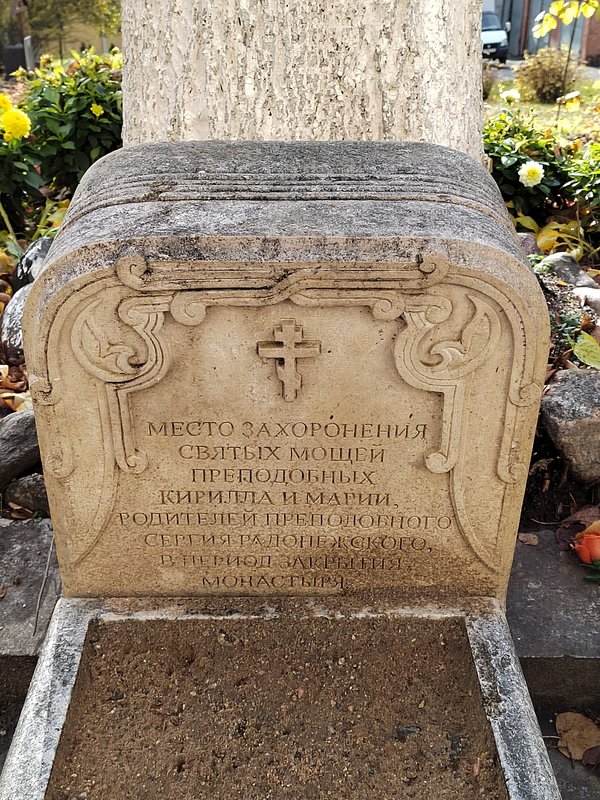 МЕСТО ЗАХОРОНЕНИЯ
СВЯТЫХ МОЩЕЙ
ПРЕПОДОБНЫХ
КИРИЛЛА И МАРИИ,
РОДИТЕЛЕЙ ПРЕПОДОБНОГО
СЕРГИЯ РАДОНЕЖСКОГО,
В ПЕРИОД ЗАКРЫТИЯ
МОНАСТЫРЯ